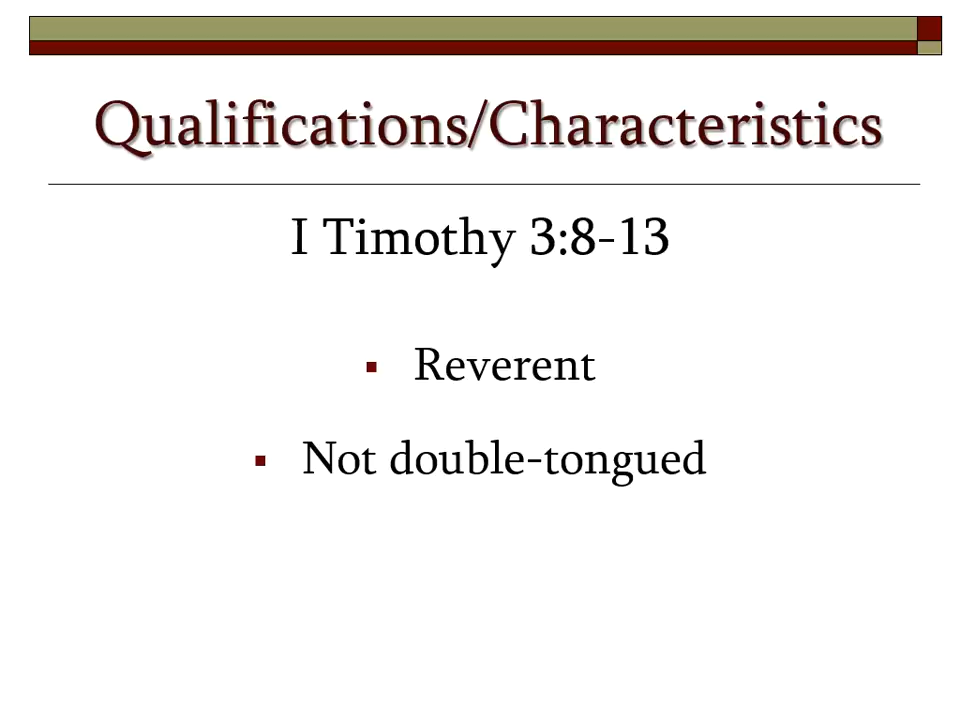 Qualifications/Characteristics
I Timothy 3:8-13
▪ Reverent
▪ Not double-tongued